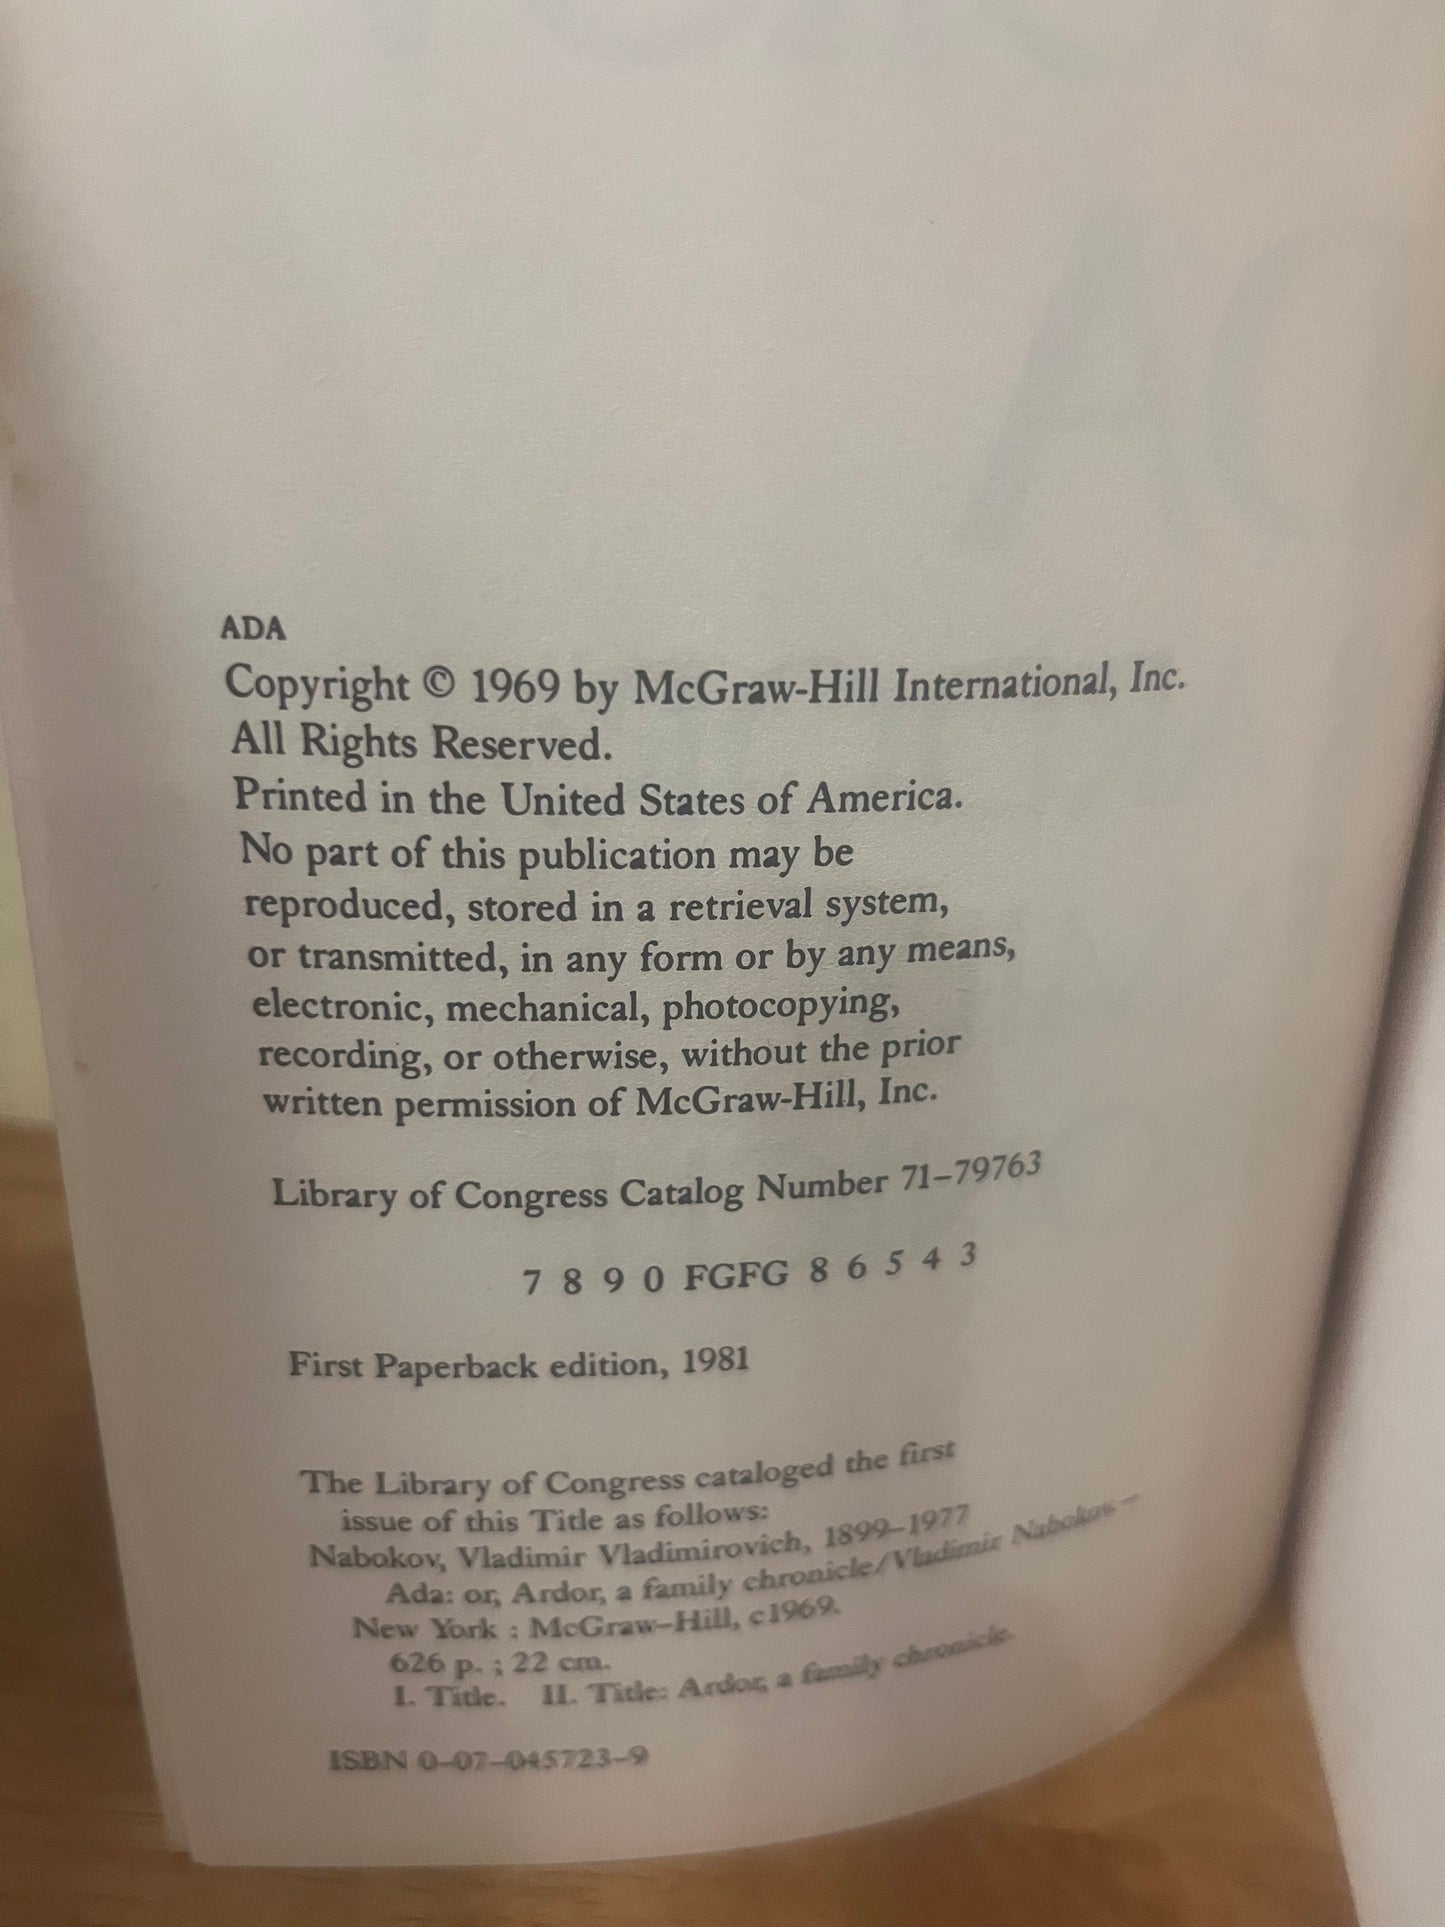 ADA
Copyright © 1969 by McGraw-Hill International, Inc.
All Rights Reserved.
Printed in the United States of America.
No part of this publication may be
reproduced, stored in a retrieval system,
or transmitted, in any form or by any means,
electronic, mechanical, photocopying,
recording, or otherwise, without the prior
written permission of McGraw-Hill, Inc.
Library of Congress Catalog Number 71-79763
7 8 9 0 FGFG 8 6 5 4 3
First Paperback edition, 1981
The Library of Congress cataloged the first
issue of this Title as follows:
Nabokov, Vladimir Vladimirovich, 1899-1977
Ada: or, Ardor, a family chronicle/Vladimir Nabokov-
New York : McGraw-Hill, c1969.
626 p. ; 22 cm.
I. Title. II. Title: Ardor, a family chronicle.
ISBN 0-07-045723-9